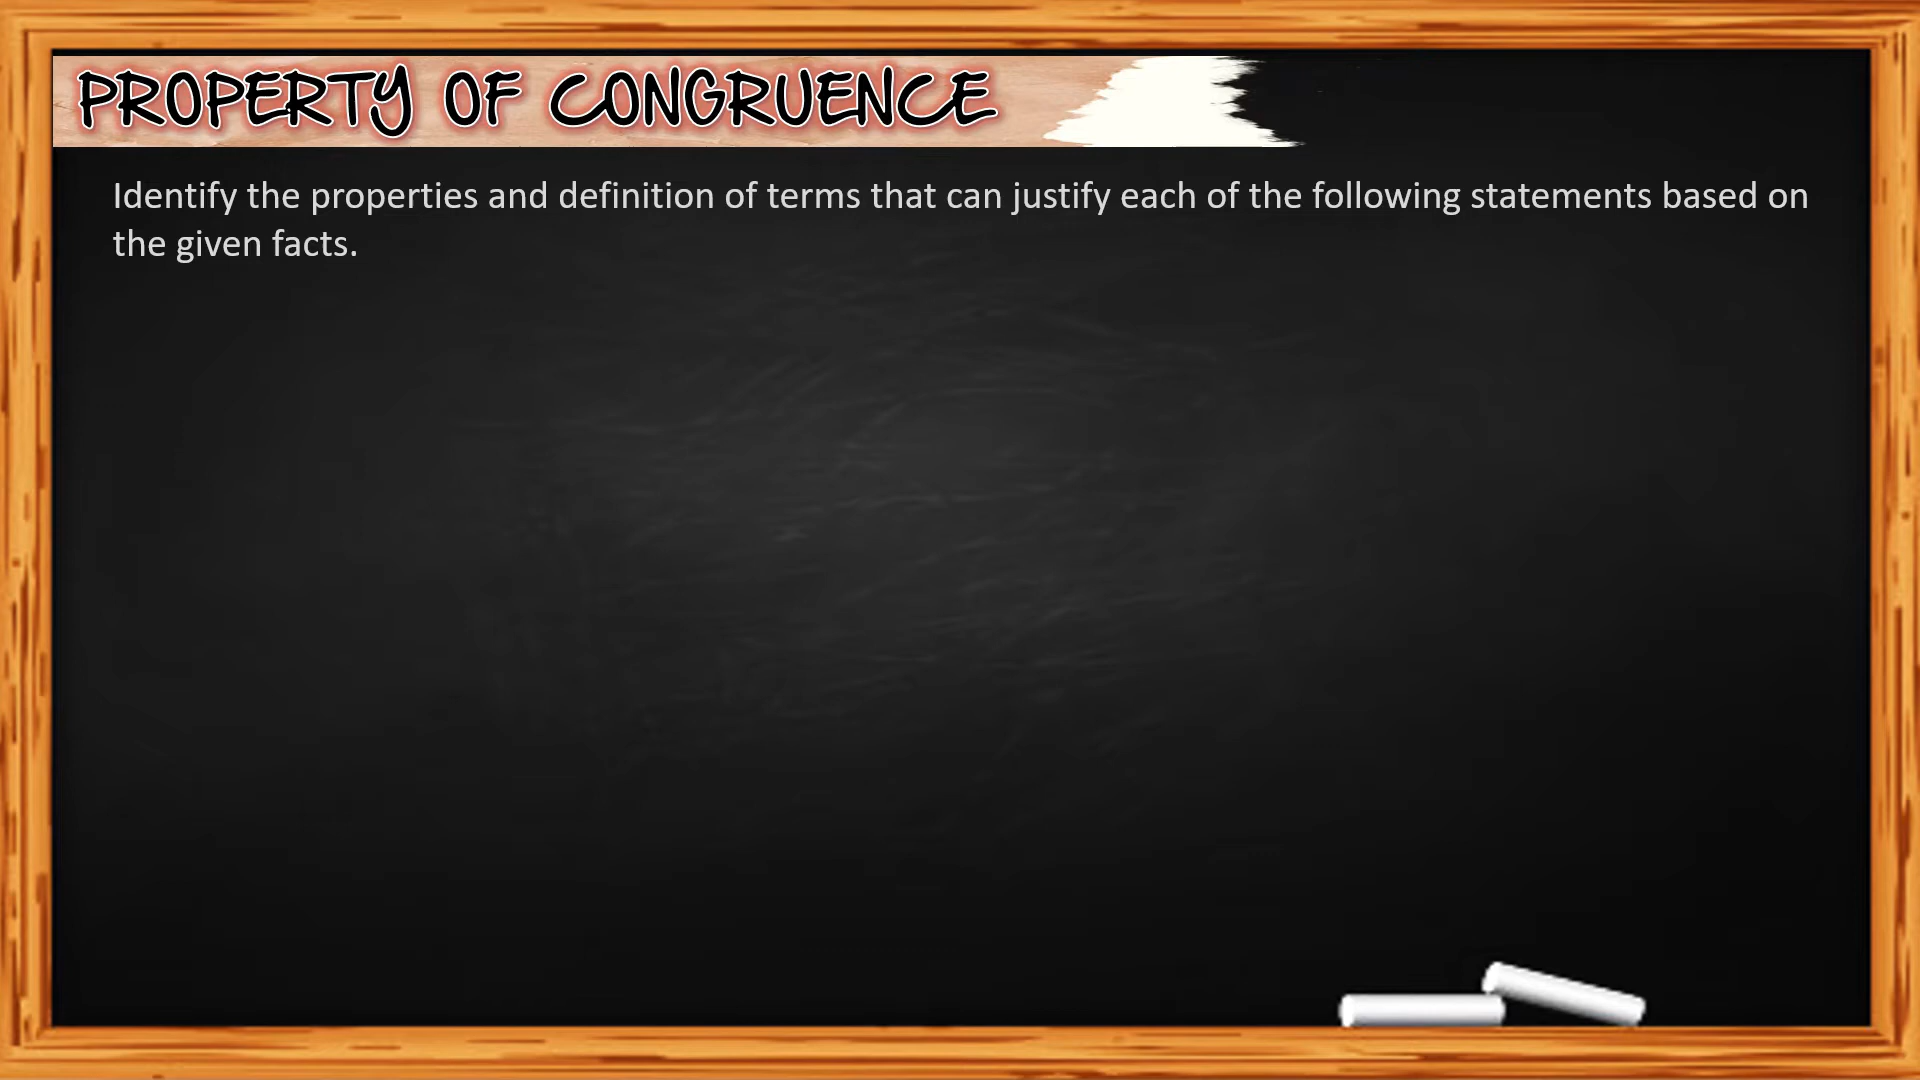 PROPERTY OF CONGRUENCE
Identify the properties and definition of terms that can justify each of the following statements based on
the given facts.